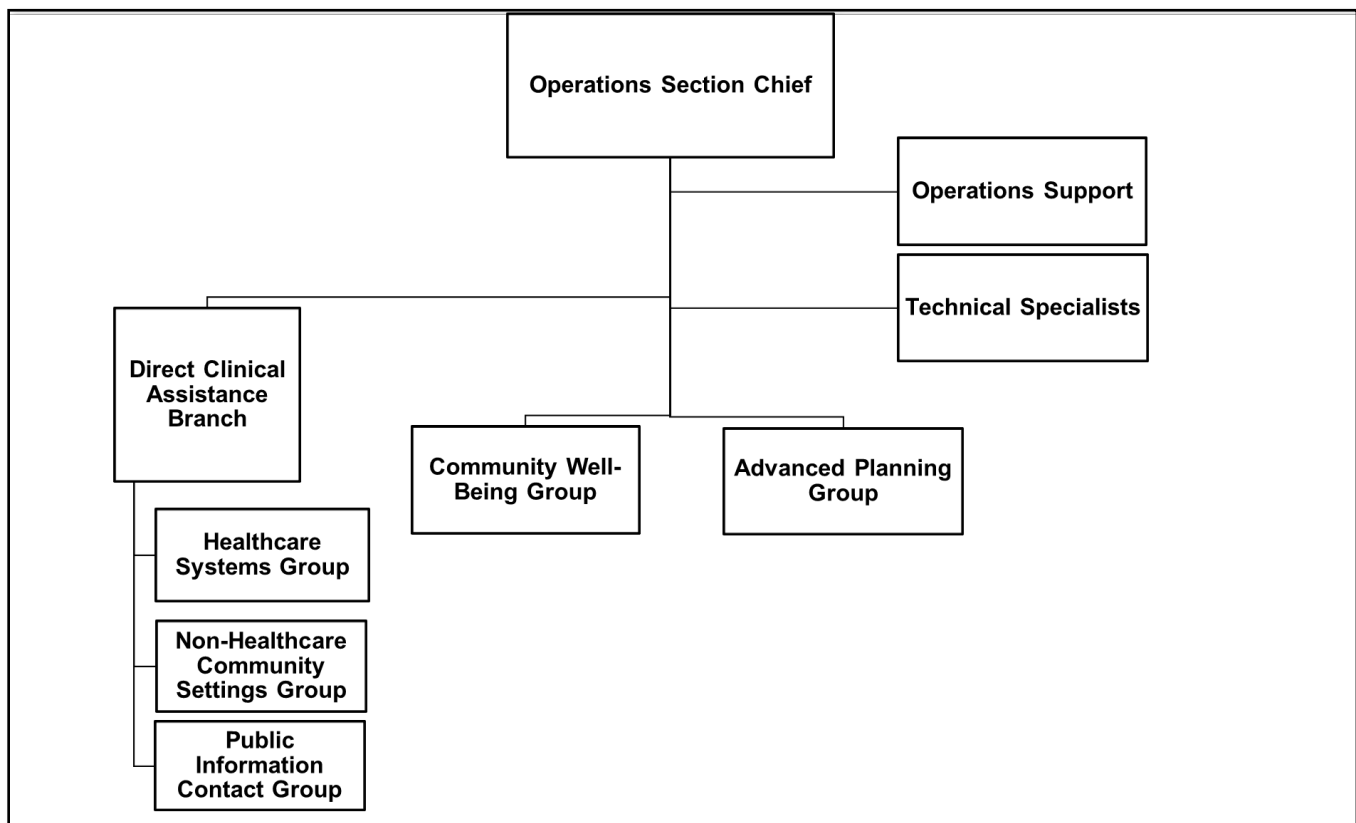 Operations Section Chief
Operations Support
Technical Specialists
Direct Clinical
Assistance
Branch
Community Well-
Being Group
Advanced Planning
Group
Healthcare
Systems Group
Non-Healthcare
Community
Settings Group
Public
Information
Contact Group